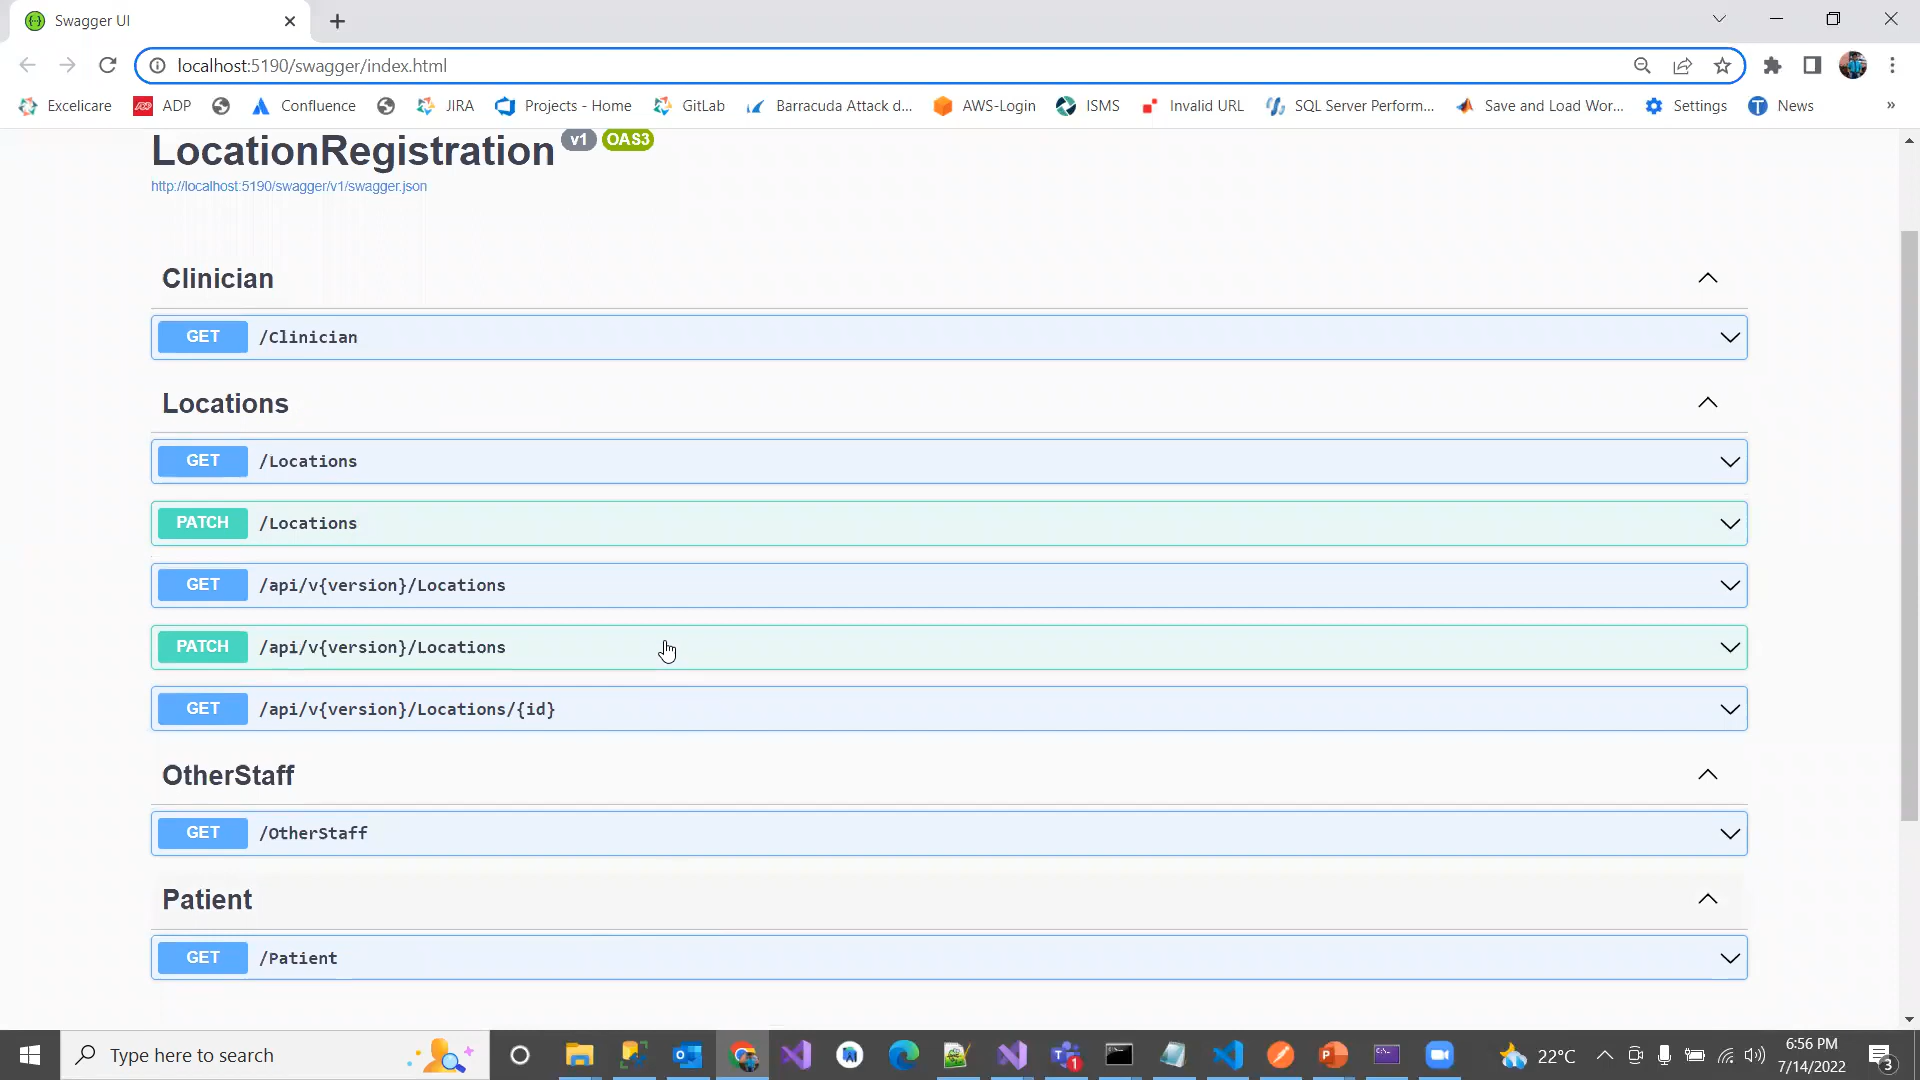 Swagger UI
localhost:5190/swagger/index.html
Excelicare
ADP
Confluence
JIRA
Projects - Home
GitLab
Barracuda Attack d...
AWS-Login
ISMS
Invalid URL
SQL Server Perform...
Save and Load Wor...
Settings
T
News
»
LocationRegistration v1 OAS3
http://localhost:5190/swagger/v1/swagger.json
Clinician
GET /Clinician
Locations
GET /Locations
PATCH /Locations
GET /api/v{version}/Locations
PATCH /api/v{version}/Locations
GET /api/v{version}/Locations/{id}
OtherStaff
GET /OtherStaff
Patient
GET /Patient
Type here to search
1
22°C
6:56 PM
7/14/2022
3